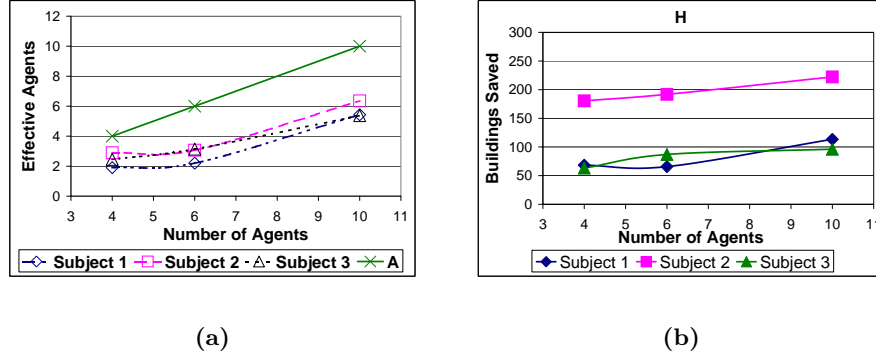 12
10
8
6
4
2
0
Effective Agents
3 4 5 6 7 8 9 10 11
Number of Agents
Subject 1 Subject 2 Subject 3 A
(a)
H
300
250
200
150
100
50
0
Buildings Saved
3 4 5 6 7 8 9 10 11
Number of Agents
Subject 1 Subject 2 Subject 3
(b)